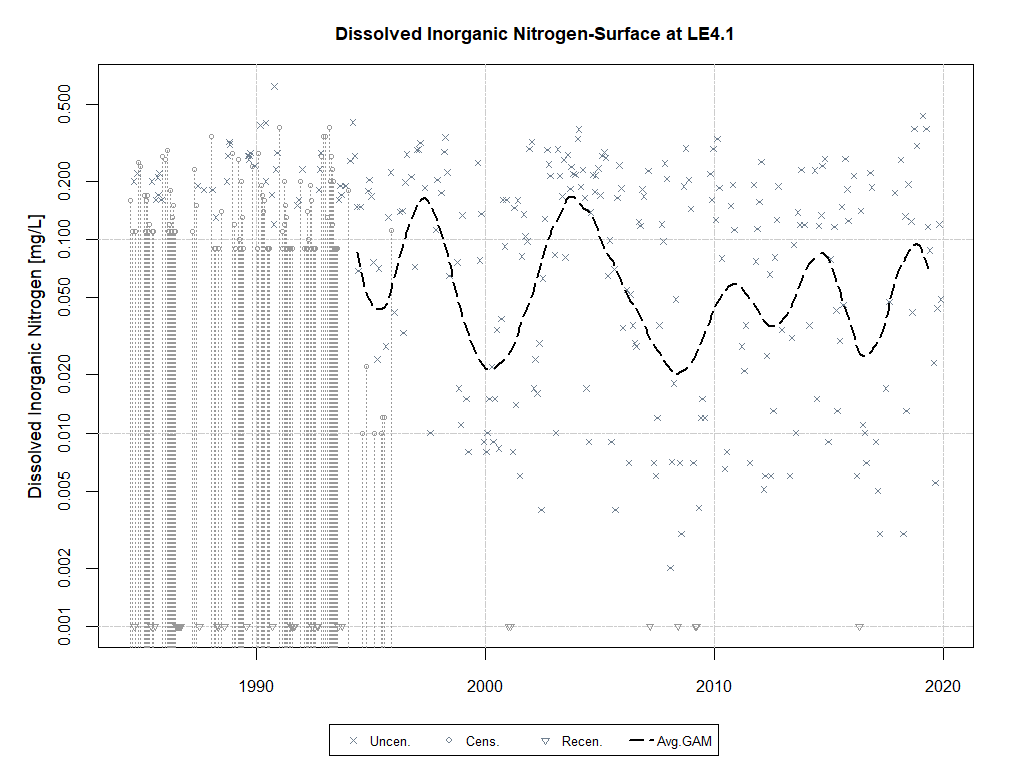 Dissolved Inorganic Nitrogen-Surface at LE4.1
Dissolved Inorganic Nitrogen [mg/L]
0.500
0.200
0.100
0.050
0.020
0.010
0.005
0.002
0.001
1990 2000 2010 2020
Uncen. Cens. Recen. Avg.GAM